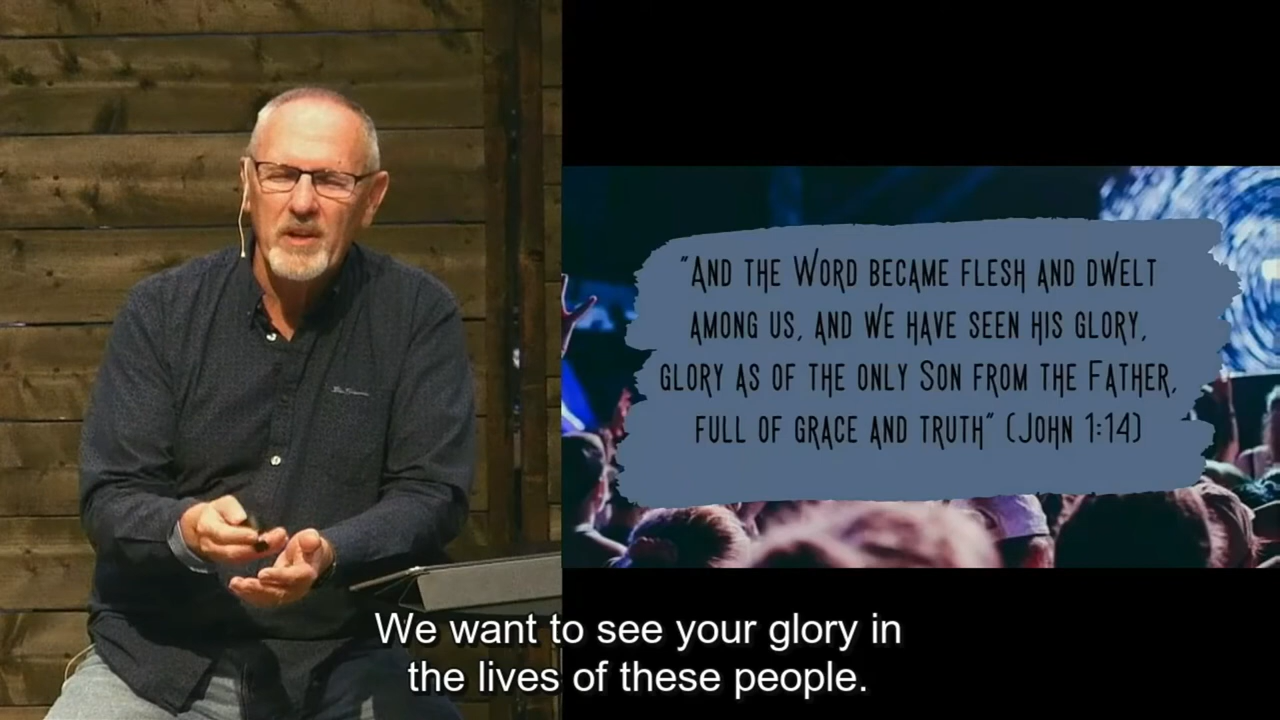 "And the Word became flesh and dwelt
among us, and we have seen his glory,
glory as of the only Son from the Father,
full of grace and truth" (John 1:14)
We want to see your glory in
the lives of these people.